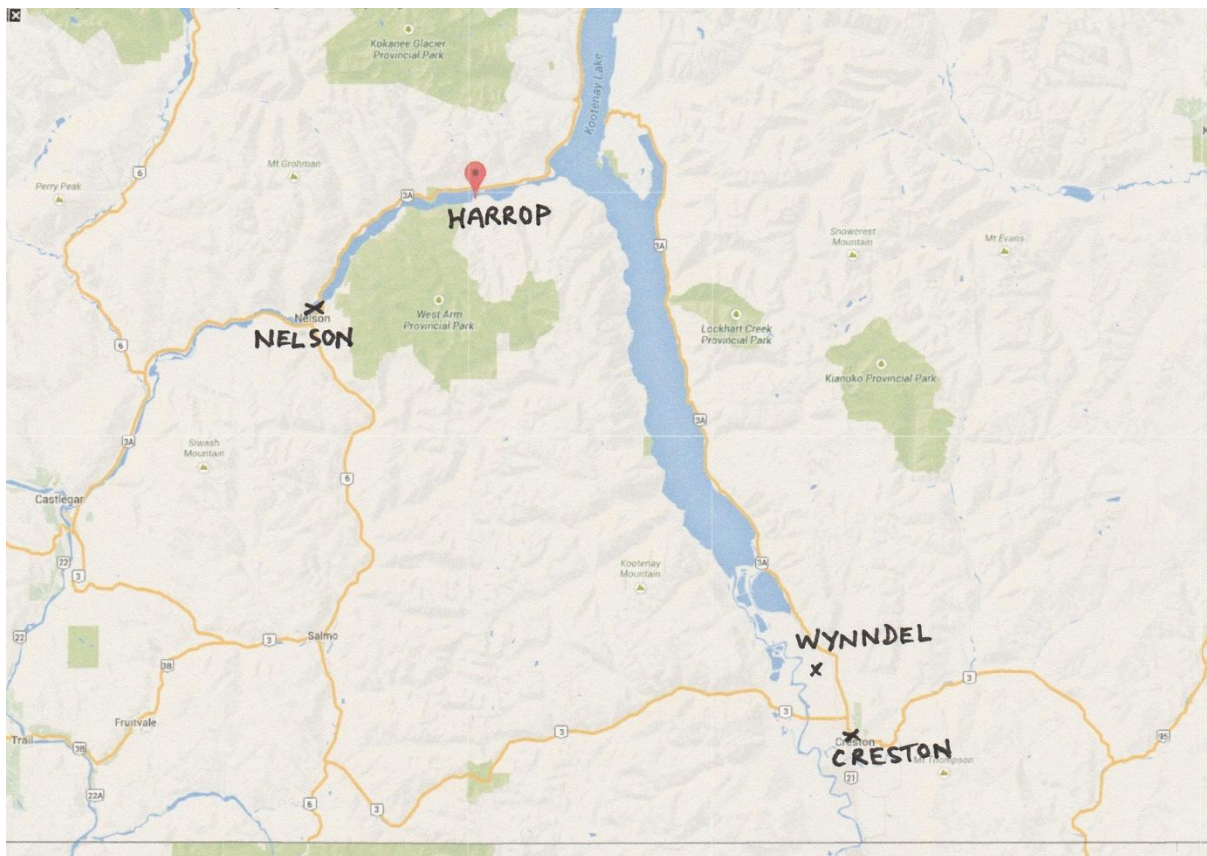 Kokanee Glacier
Provincial Park
Kootenay Lake
6
Mt Grohman
Perry Peak
3A
HARROP
Snowcrest
Mountain
Mt Evans
3A
West Arm
Provincial Park
Nelson
NELSON
Lockhart Creek
Provincial Park
6
Kianuko Provincial Park
3A
3A
Siwash
Mountain
6
Castlegar
22
3
Kootenay
Mountain
3A
22
3
Salmo
WYNNDEL
3B
3
3
Fruitvale
3
Trail
3B
95
Creston
CRESTON
Mt Thompson
21
22A
6
3